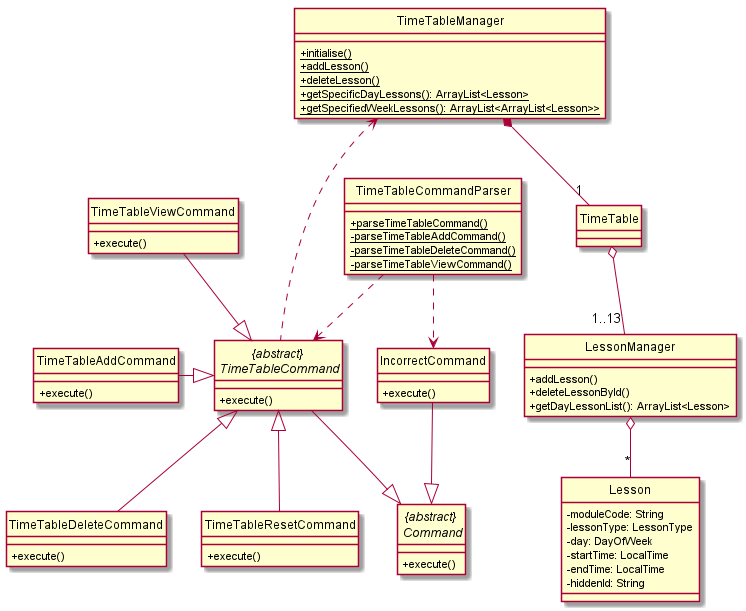 TimeTableManager
+initialise()
+addLesson()
+deleteLesson()
+getSpecificDayLessons(): ArrayList<Lesson>
+getSpecifiedWeekLessons(): ArrayList<ArrayList<Lesson>>
TimeTableCommandParser
+parseTimeTableCommand()
-parseTimeTableAddCommand()
-parseTimeTableDeleteCommand()
-parseTimeTableViewCommand()
1
TimeTable
TimeTableViewCommand
+execute()
1..13
LessonManager
+addLesson()
+deleteLessonById()
+getDayLessonList(): ArrayList<Lesson>
TimeTableAddCommand
+execute()
{abstract}
TimeTableCommand
+execute()
IncorrectCommand
+execute()
*
Lesson
-moduleCode: String
-lessonType: LessonType
-day: DayOfWeek
-startTime: LocalTime
-endTime: LocalTime
-hiddenId: String
TimeTableDeleteCommand
+execute()
TimeTableResetCommand
+execute()
{abstract}
Command
+execute()